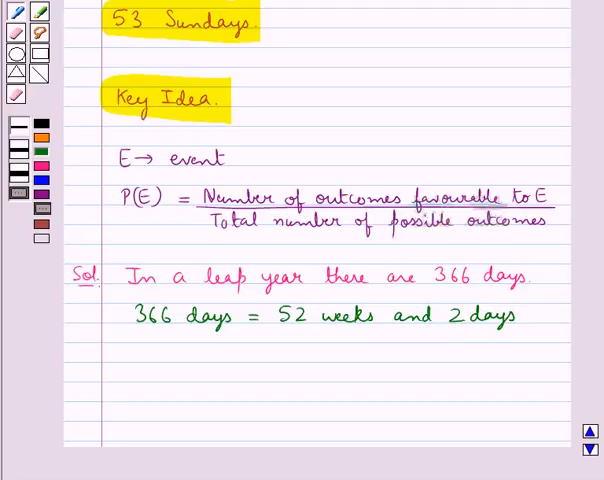 53 Sundays.
Key Idea.
E → event
P(E) = Number of outcomes favourable to E
Total number of possible outcomes
Sol. In a leap year there are 366 days.
366 days = 52 weeks and 2 days